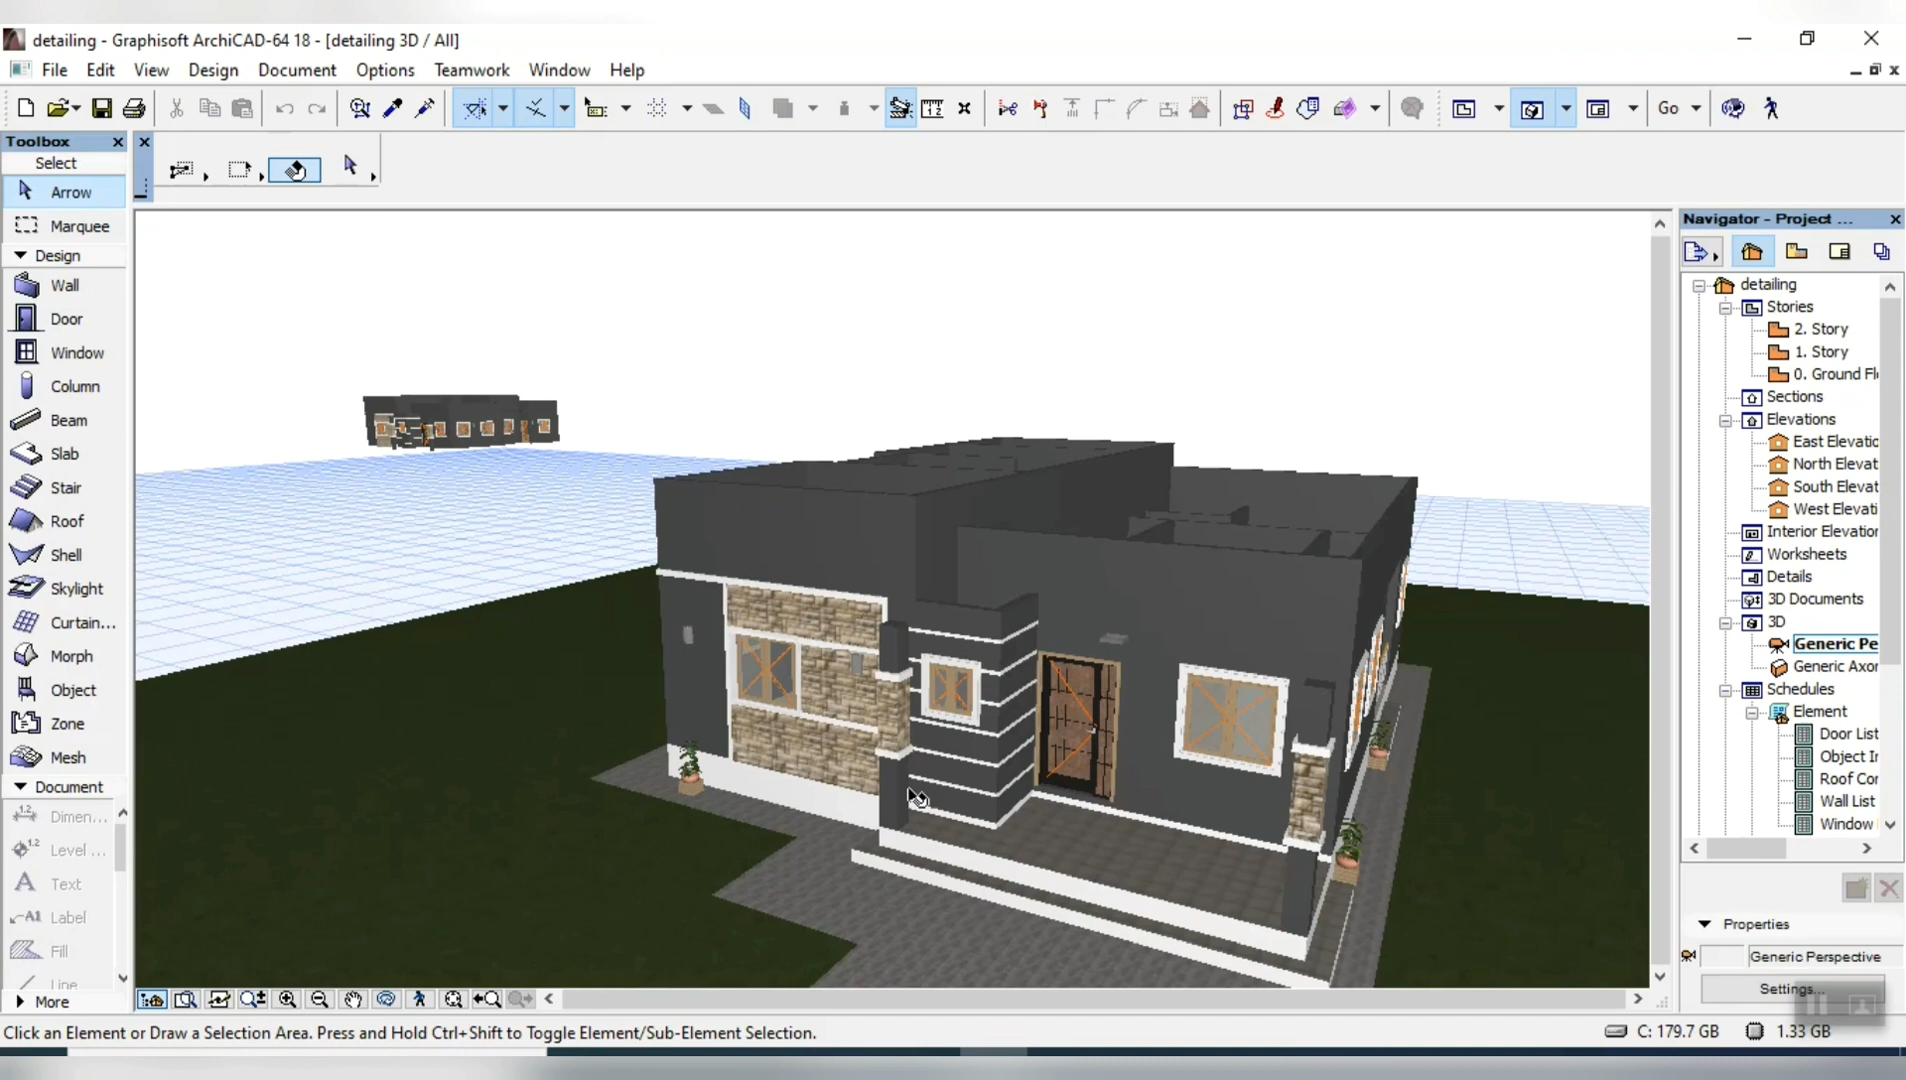 detailing - Graphisoft ArchiCAD-64 18 - [detailing 3D / All]
File Edit View Design Document Options Teamwork Window Help
Go
Toolbox
Select
Arrow
Marquee
Design
Wall
Door
Window
Column
Beam
Slab
Stair
Roof
Shell
Skylight
Curtain...
Morph
Object
Zone
Mesh
Document
Dimen...
Level ...
Text
Label
Fill
Line
More
Navigator - Project ...
detailing
Stories
2. Story
1. Story
0. Ground Fl
Sections
Elevations
East Elevatic
North Elevat
South Elevat
West Elevati
Interior Elevation
Worksheets
Details
3D Documents
3D
Generic Pe
Generic Axor
Schedules
Element
Door List
Object Ir
Roof Cor
Wall List
Window
Properties
Generic Perspective
Settings...
Click an Element or Draw a Selection Area. Press and Hold Ctrl+Shift to Toggle Element/Sub-Element Selection.
C: 179.7 GB 1.33 GB